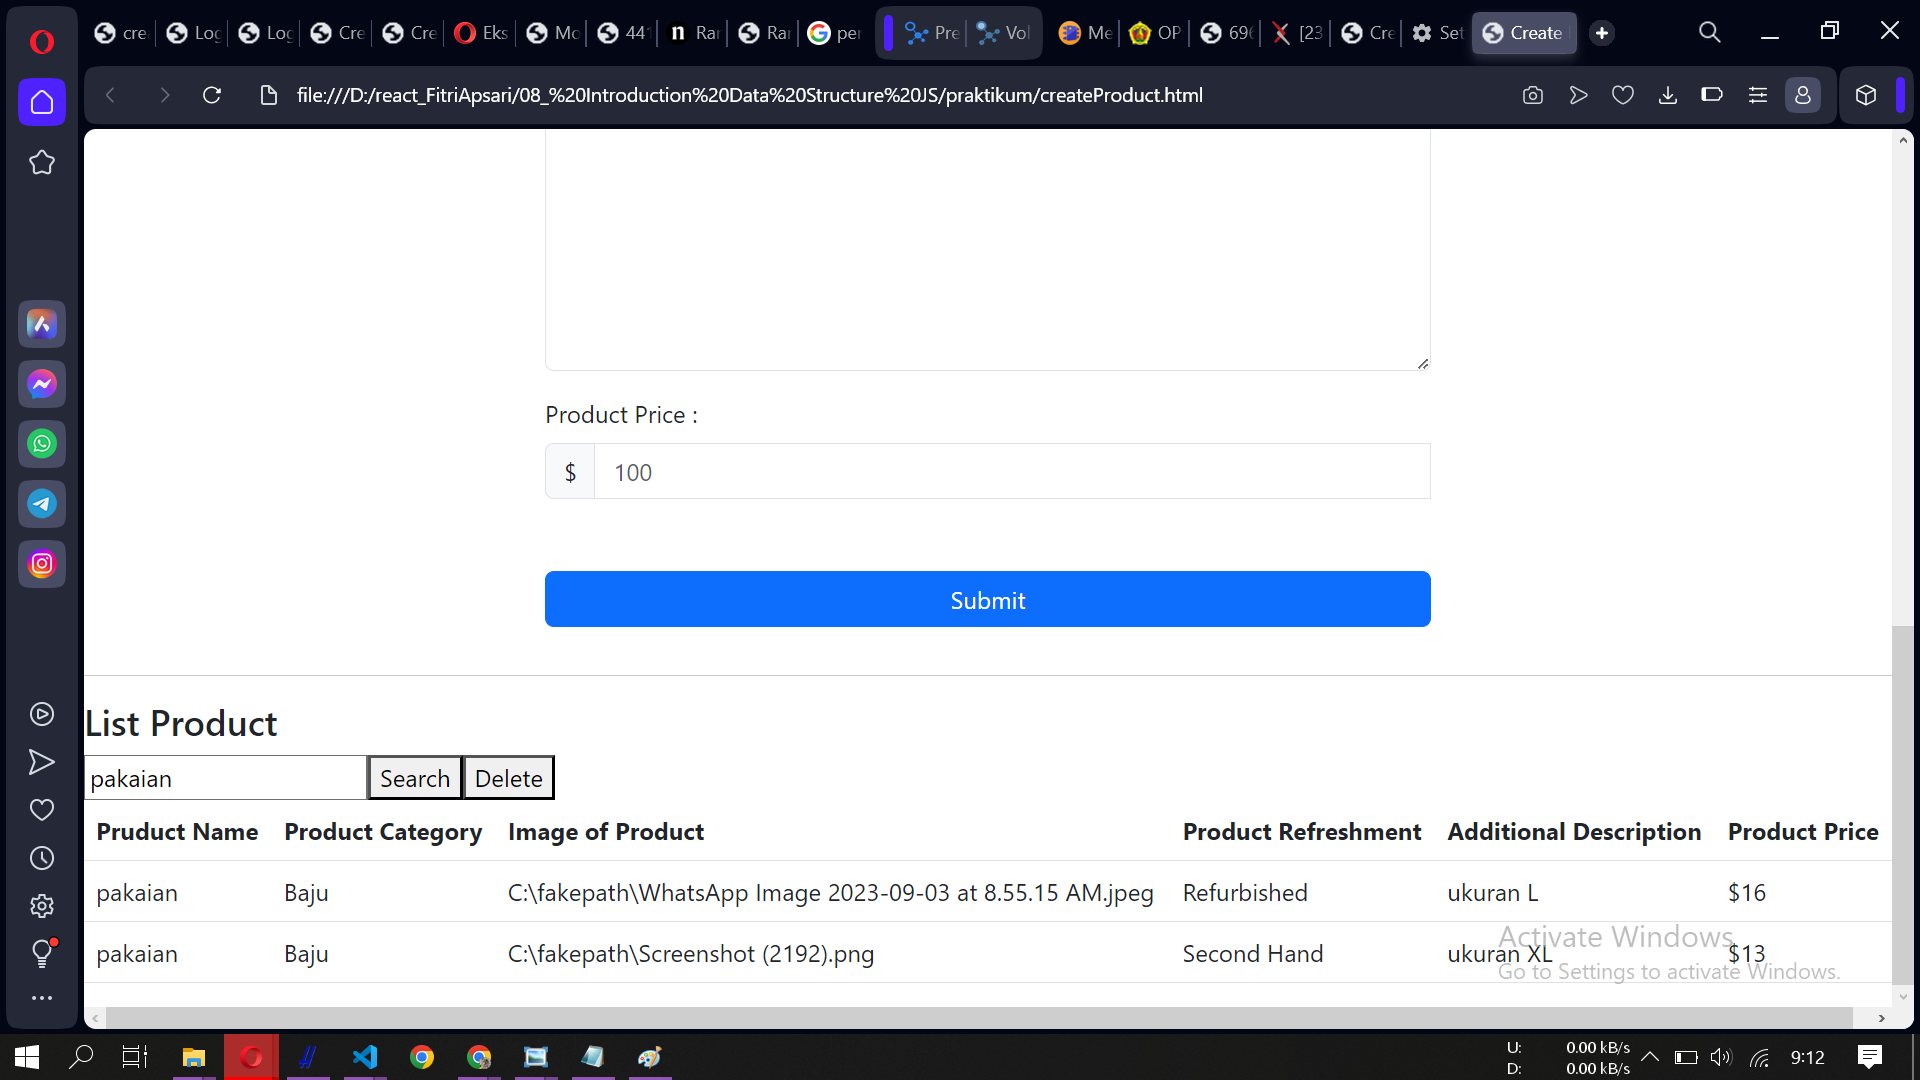 cre
Log
Log
Cre
Cre
Eks
Mo
44
Ran
Ran
per
Pre
Vol
Me
OP
696
[23
Cre
Set
Create
file:///D:/react_FitriApsari/08_%20Introduction%20Data%20Structure%20JS/praktikum/createProduct.html
Product Price :
$ 100
Submit
List Product
pakaian Search Delete
Pruduct Name Product Category Image of Product Product Refreshment Additional Description Product Price
pakaian Baju C:\fakepath\WhatsApp Image 2023-09-03 at 8.55.15 AM.jpeg Refurbished ukuran L $16
pakaian Baju C:\fakepath\Screenshot (2192).png Second Hand ukuran XL $13
Activate Windows
Go to Settings to activate Windows.
U: 0.00 kB/s
D: 0.00 kB/s
9:12